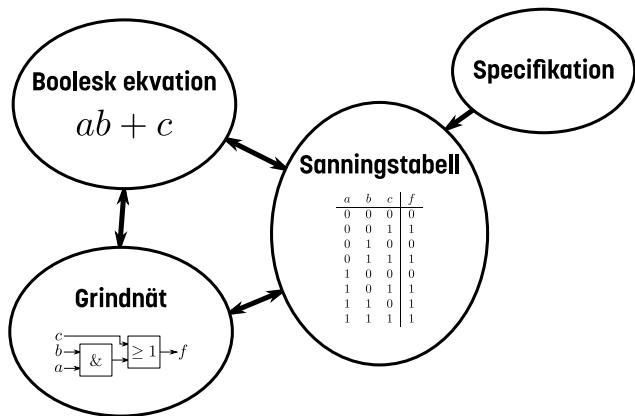 Boolesk ekvation
ab + c
Specifikation
Sanningstabell
a b c f
0 0 0 0
0 0 1 1
0 1 0 0
0 1 1 1
1 0 0 0
1 0 1 1
1 1 0 1
1 1 1 1
Grindnät
c
b
a
&
≥ 1
f